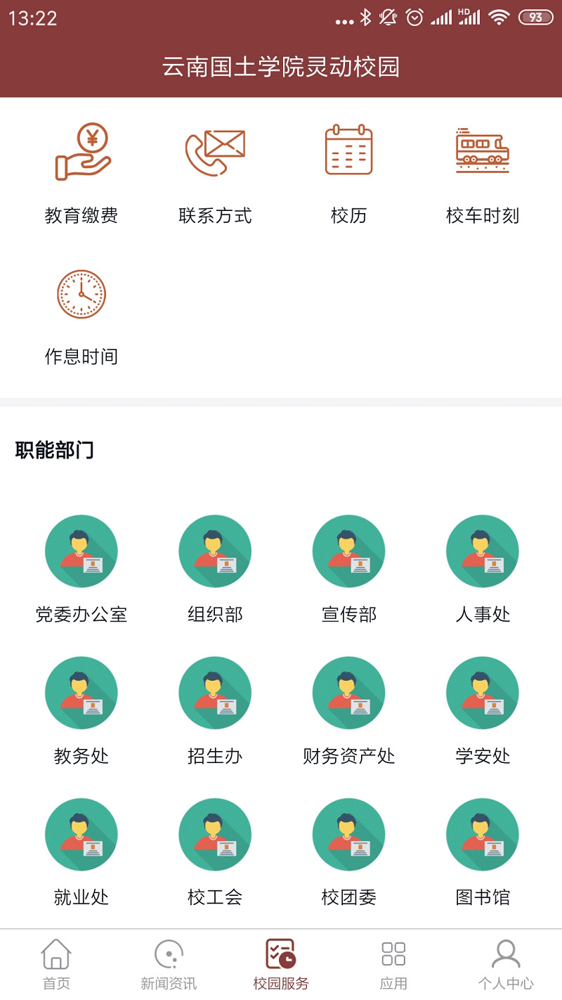 13:22 HD 93
云南国土学院灵动校园
¥
教育缴费 联系方式 校历 校车时刻
作息时间
职能部门
党委办公室 组织部 宣传部 人事处
教务处 招生办 财务资产处 学安处
就业处 校工会 校团委 图书馆
首页 新闻资讯 校园服务 应用 个人中心